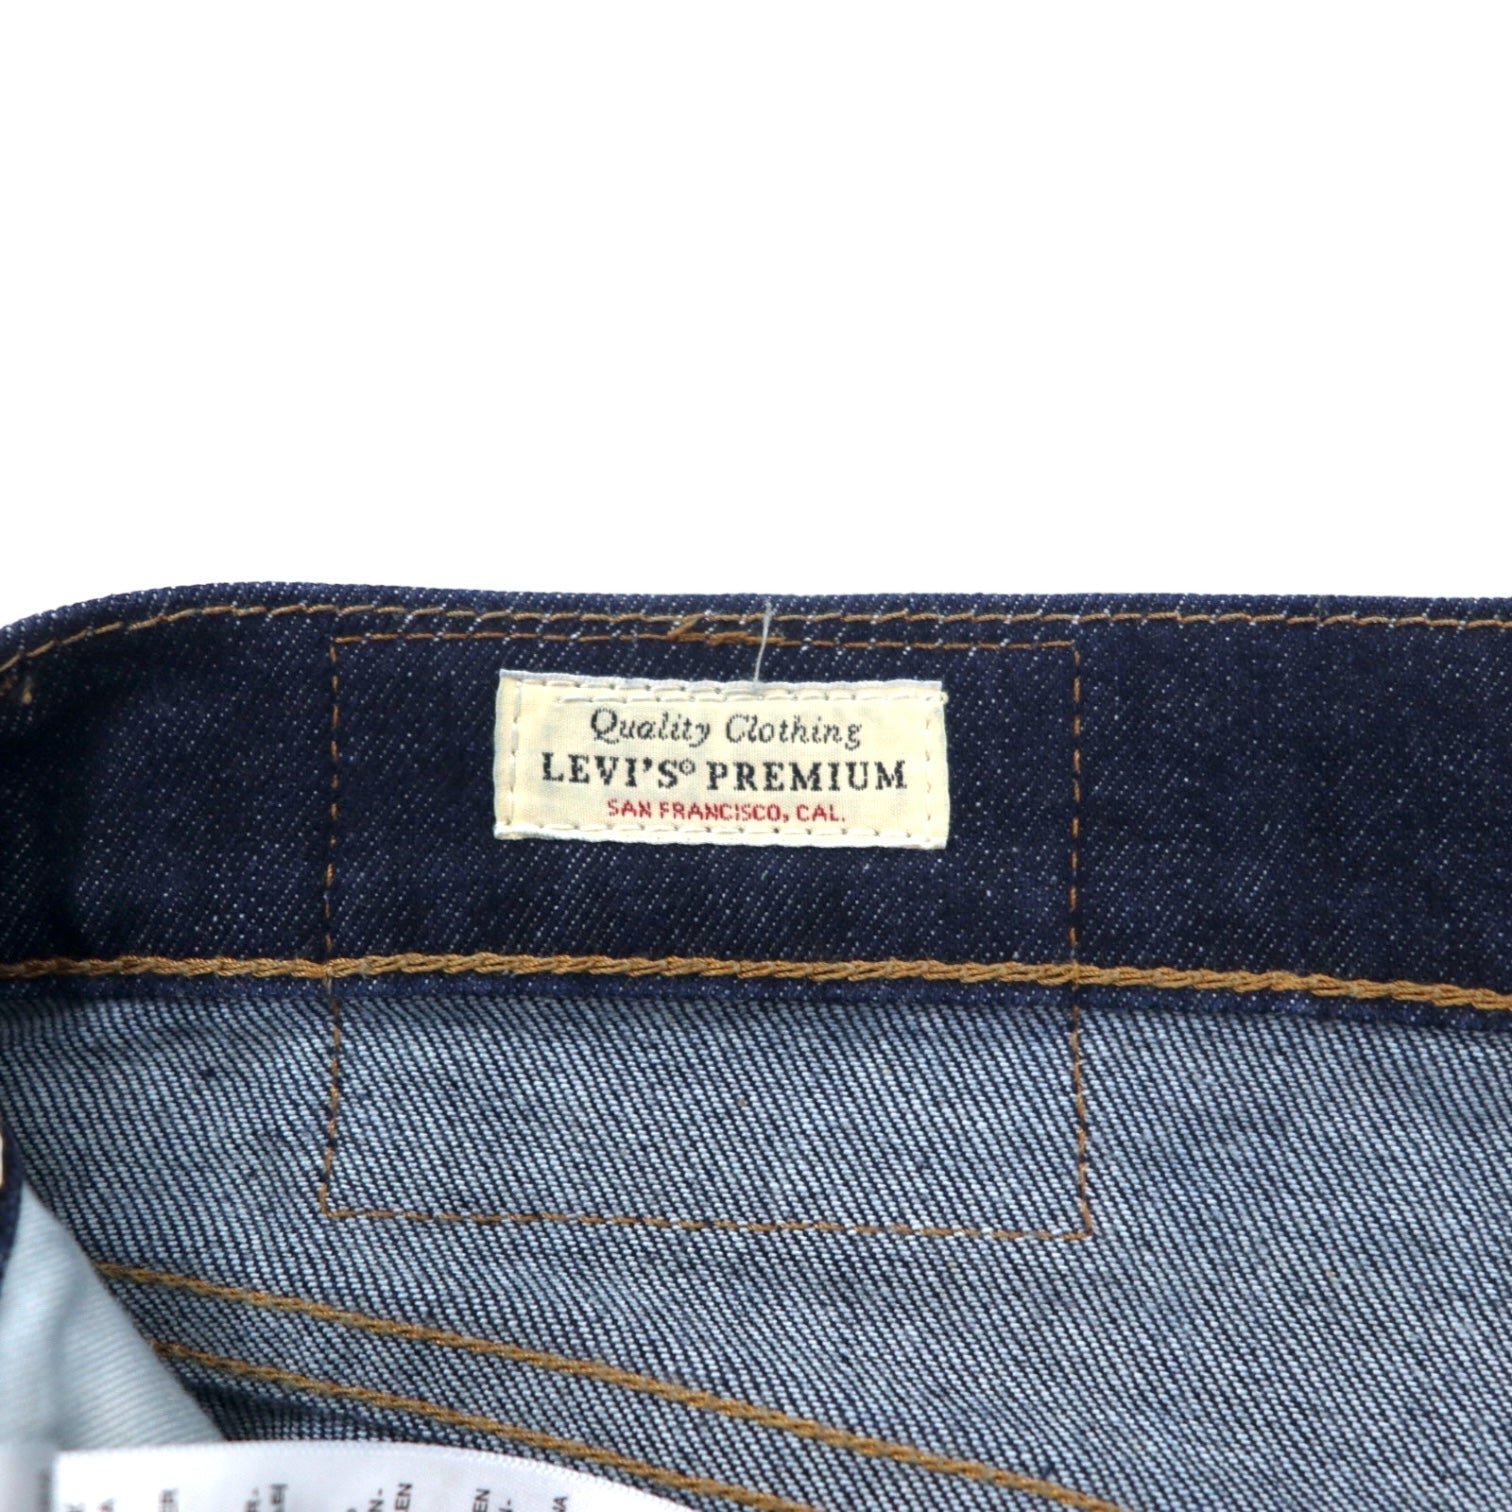 Quality Clothing
LEVI'S® PREMIUM
SAN FRANCISCO, CAL.